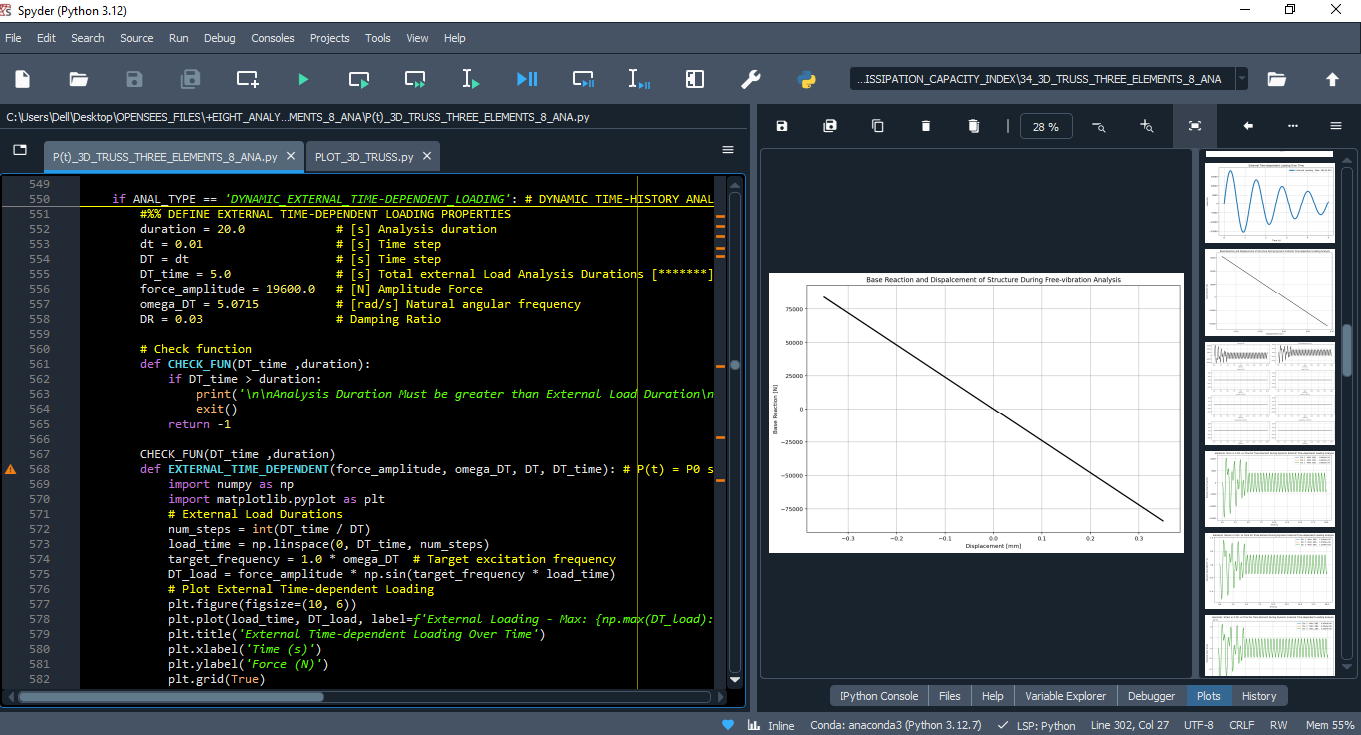 Spyder (Python 3.12)
File Edit Search Source Run Debug Consoles Projects Tools View Help
...ISSIPATION_CAPACITY_INDEX\34_3D_TRUSS_THREE_ELEMENTS_8_ANA
C:\Users\Dell\Desktop\OPENSEES_FILES\+EIGHT_ANALY...MENTS_8_ANA\P(t)_3D_TRUSS_THREE_ELEMENTS_8_ANA.py
28 %
P(t)_3D_TRUSS_THREE_ELEMENTS_8_ANA.py PLOT_3D_TRUSS.py
549
550 if ANAL_TYPE == 'DYNAMIC_EXTERNAL_TIME-DEPENDENT_LOADING': # DYNAMIC TIME-HISTORY ANAL
551 #%% DEFINE EXTERNAL TIME-DEPENDENT LOADING PROPERTIES
552 duration = 20.0 # [s] Analysis duration
553 dt = 0.01 # [s] Time step
554 DT = dt # [s] Time step
555 DT_time = 5.0 # [s] Total external Load Analysis Durations [*******]
556 force_amplitude = 19600.0 # [N] Amplitude Force
557 omega_DT = 5.0715 # [rad/s] Natural angular frequency
558 DR = 0.03 # Damping Ratio
559
560 # Check function
561 def CHECK_FUN(DT_time ,duration):
562 if DT_time > duration:
563 print('\n\nAnalysis Duration Must be greater than External Load Duration\n
564 exit()
565 return -1
566
567 CHECK_FUN(DT_time ,duration)
568 def EXTERNAL_TIME_DEPENDENT(force_amplitude, omega_DT, DT, DT_time): # P(t) = P0 s
569 import numpy as np
570 import matplotlib.pyplot as plt
571 # External Load Durations
572 num_steps = int(DT_time / DT)
573 load_time = np.linspace(0, DT_time, num_steps)
574 target_frequency = 1.0 * omega_DT # Target excitation frequency
575 DT_load = force_amplitude * np.sin(target_frequency * load_time)
576 # Plot External Time-dependent Loading
577 plt.figure(figsize=(10, 6))
578 plt.plot(load_time, DT_load, label=f'External Loading - Max: {np.max(DT_load):
579 plt.title('External Time-dependent Loading Over Time')
580 plt.xlabel('Time (s)')
581 plt.ylabel('Force (N)')
582 plt.grid(True)
Base Reaction and Dispalcement of Structure During Free-vibration Analysis
75000
50000
25000
0
−25000
−50000
−75000
Base Reaction [N]
−0.3 −0.2 −0.1 0.0 0.1 0.2 0.3
Displacement [mm]
External Time-dependent Loading Over Time
IPython Console Files Help Variable Explorer Debugger Plots History
Inline Conda: anaconda3 (Python 3.12.7) LSP: Python Line 302, Col 27 UTF-8 CRLF RW Mem 55%